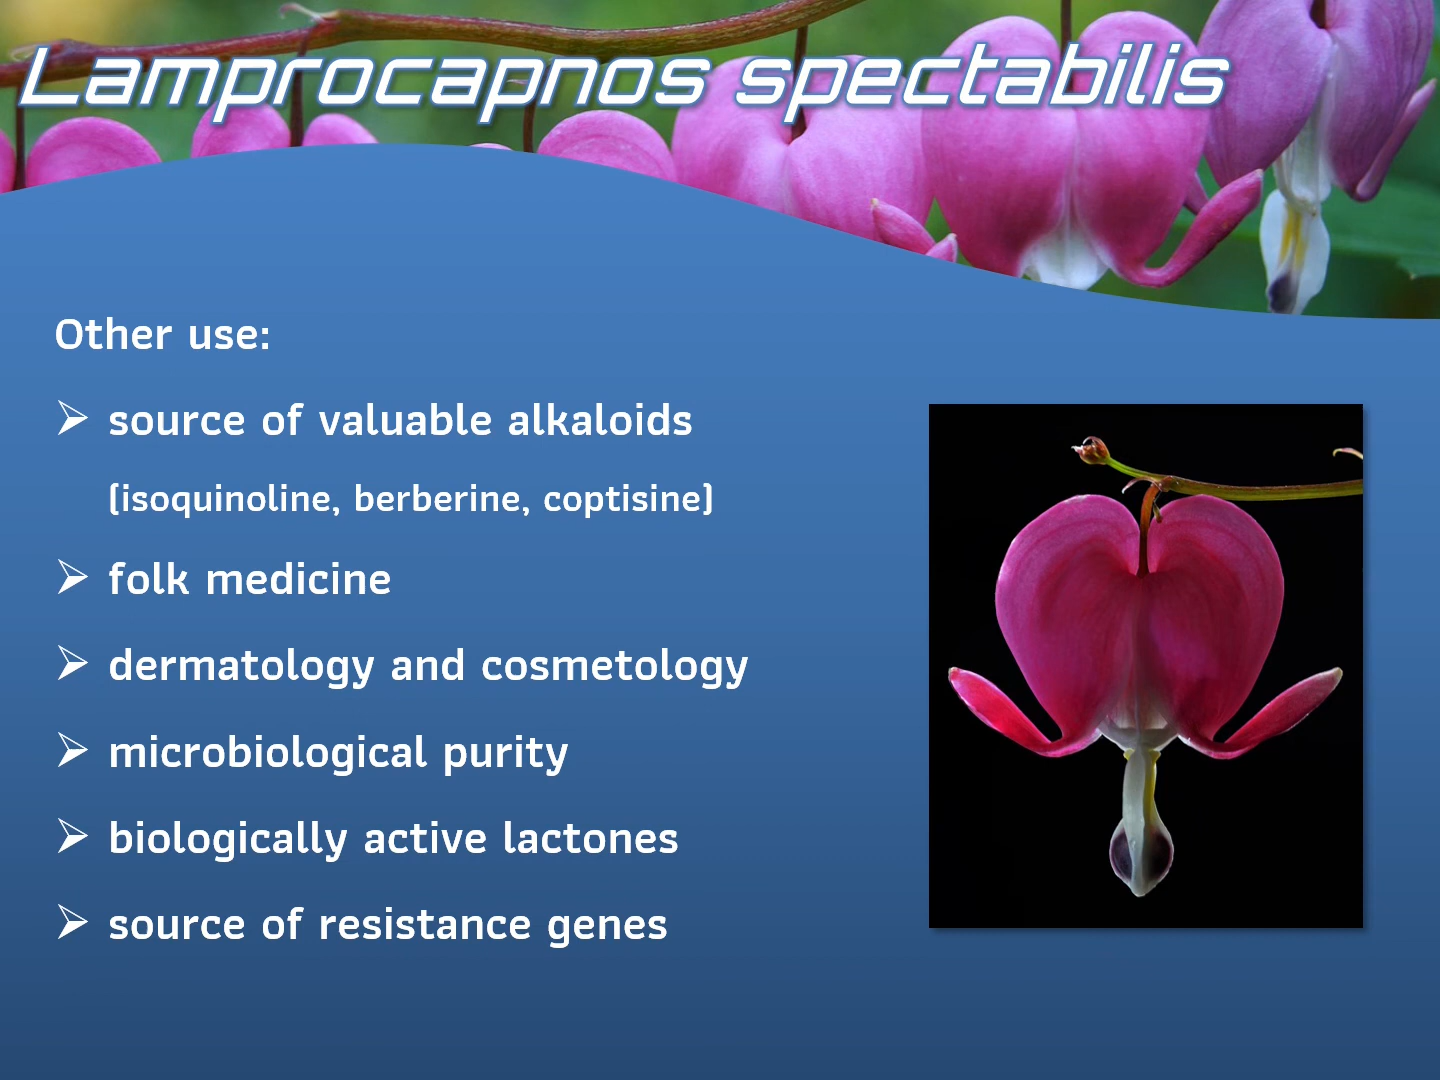 Lamprocapnos spectabilis
Other use:
➢ source of valuable alkaloids
(isoquinoline, berberine, coptisine)
➢ folk medicine
➢ dermatology and cosmetology
➢ microbiological purity
➢ biologically active lactones
➢ source of resistance genes